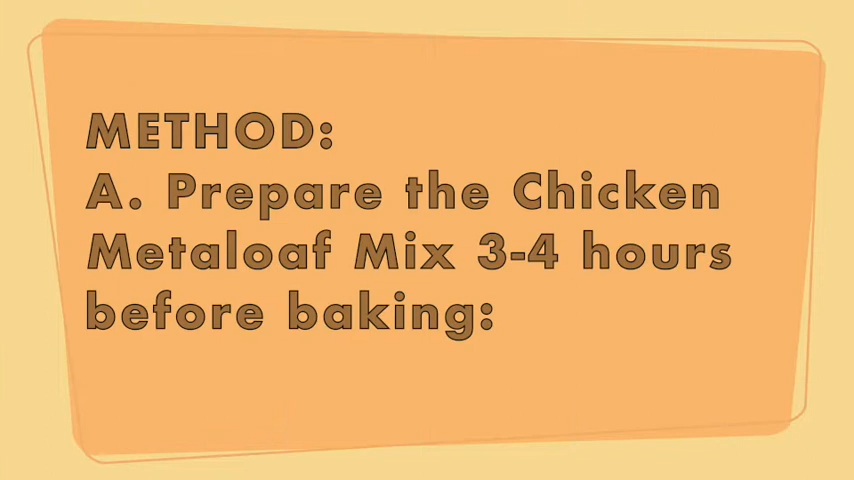 METHOD:
A. Prepare the Chicken
Metaloaf Mix 3-4 hours
before baking: